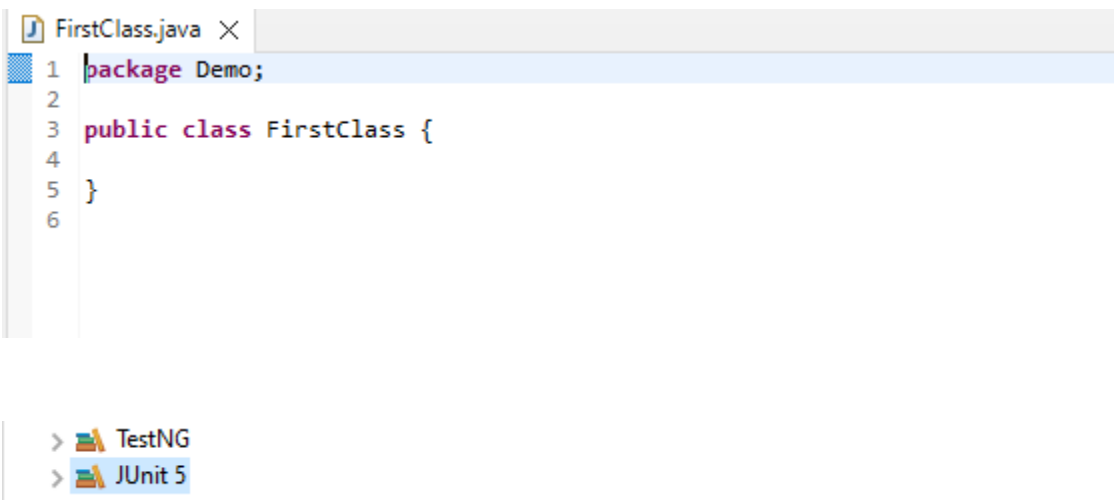 FirstClass.java
1 package Demo;
2
3 public class FirstClass {
4
5 }
6
TestNG
JUnit 5